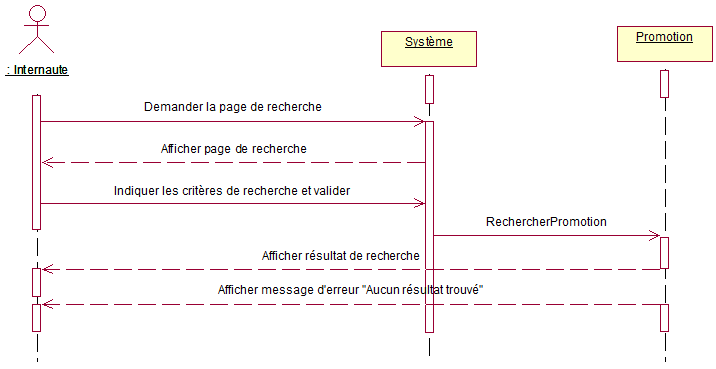 Système
Promotion
: Internaute
Demander la page de recherche
Afficher page de recherche
Indiquer les critères de recherche et valider
RechercherPromotion
Afficher résultat de recherche
Afficher message d'erreur "Aucun résultat trouvé"